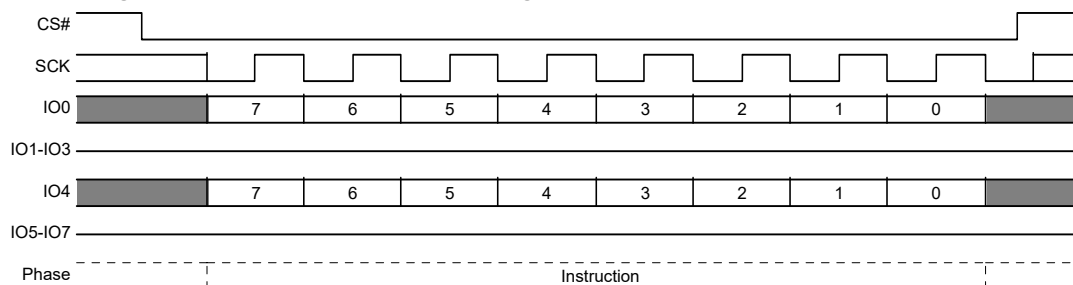 CS#
SCK
IO0 7 6 5 4 3 2 1 0
IO1-IO3
IO4 7 6 5 4 3 2 1 0
IO5-IO7
Phase Instruction